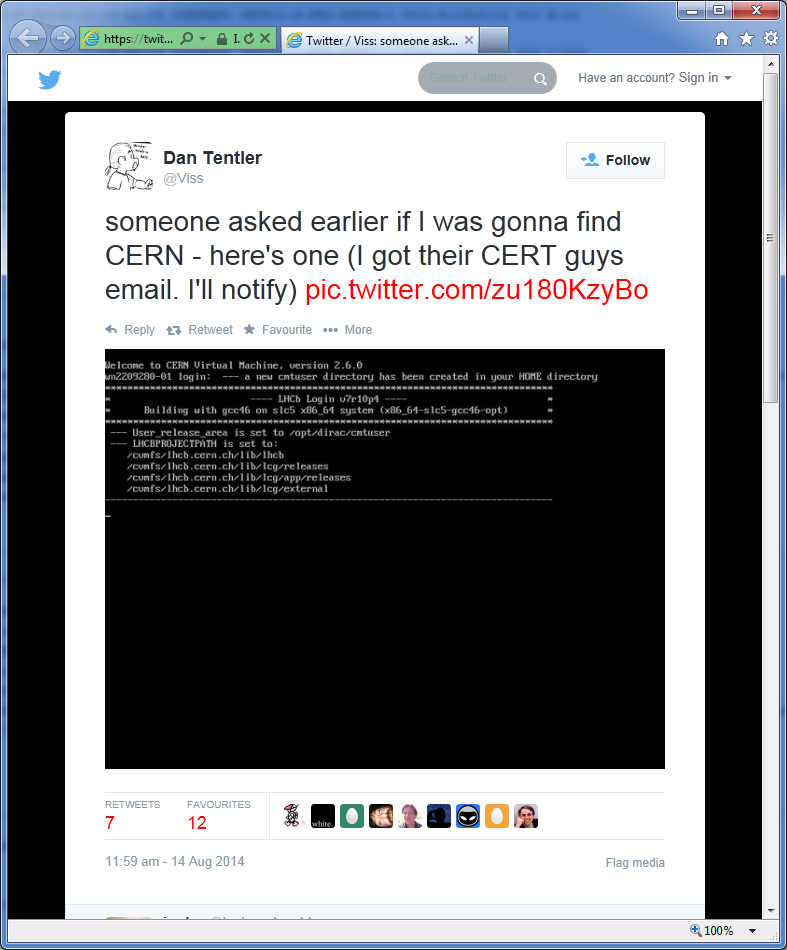 https://twit...
I.
Twitter / Viss: someone ask...
Search Twitter
Have an account? Sign in
Dan Tentler
@Viss
Follow
someone asked earlier if I was gonna find
CERN - here's one (I got their CERT guys
email. I'll notify) pic.twitter.com/zu180KzyBo
Reply Retweet Favourite More
Welcome to CERN Virtual Machine, version 2.6.0
wn2209280-01 login: --- a new cmtuser directory has been created in your HOME directory
********************************************************************************
* ---- LHCb Login v7r10p4 ---- *
* Building with gcc46 on slc5 x86_64 system (x86_64-slc5-gcc46-opt) *
********************************************************************************
--- User_release_area is set to /opt/dirac/cmtuser
--- LHCBPROJECTPATH is set to:
/cvmfs/lhcb.cern.ch/lib/lhcb
/cvmfs/lhcb.cern.ch/lib/lcg/releases
/cvmfs/lhcb.cern.ch/lib/lcg/app/releases
/cvmfs/lhcb.cern.ch/lib/lcg/external
--------------------------------------------------------------------------------
_
RETWEETS FAVOURITES
7 12
white.
11:59 am - 14 Aug 2014
Flag media
100%